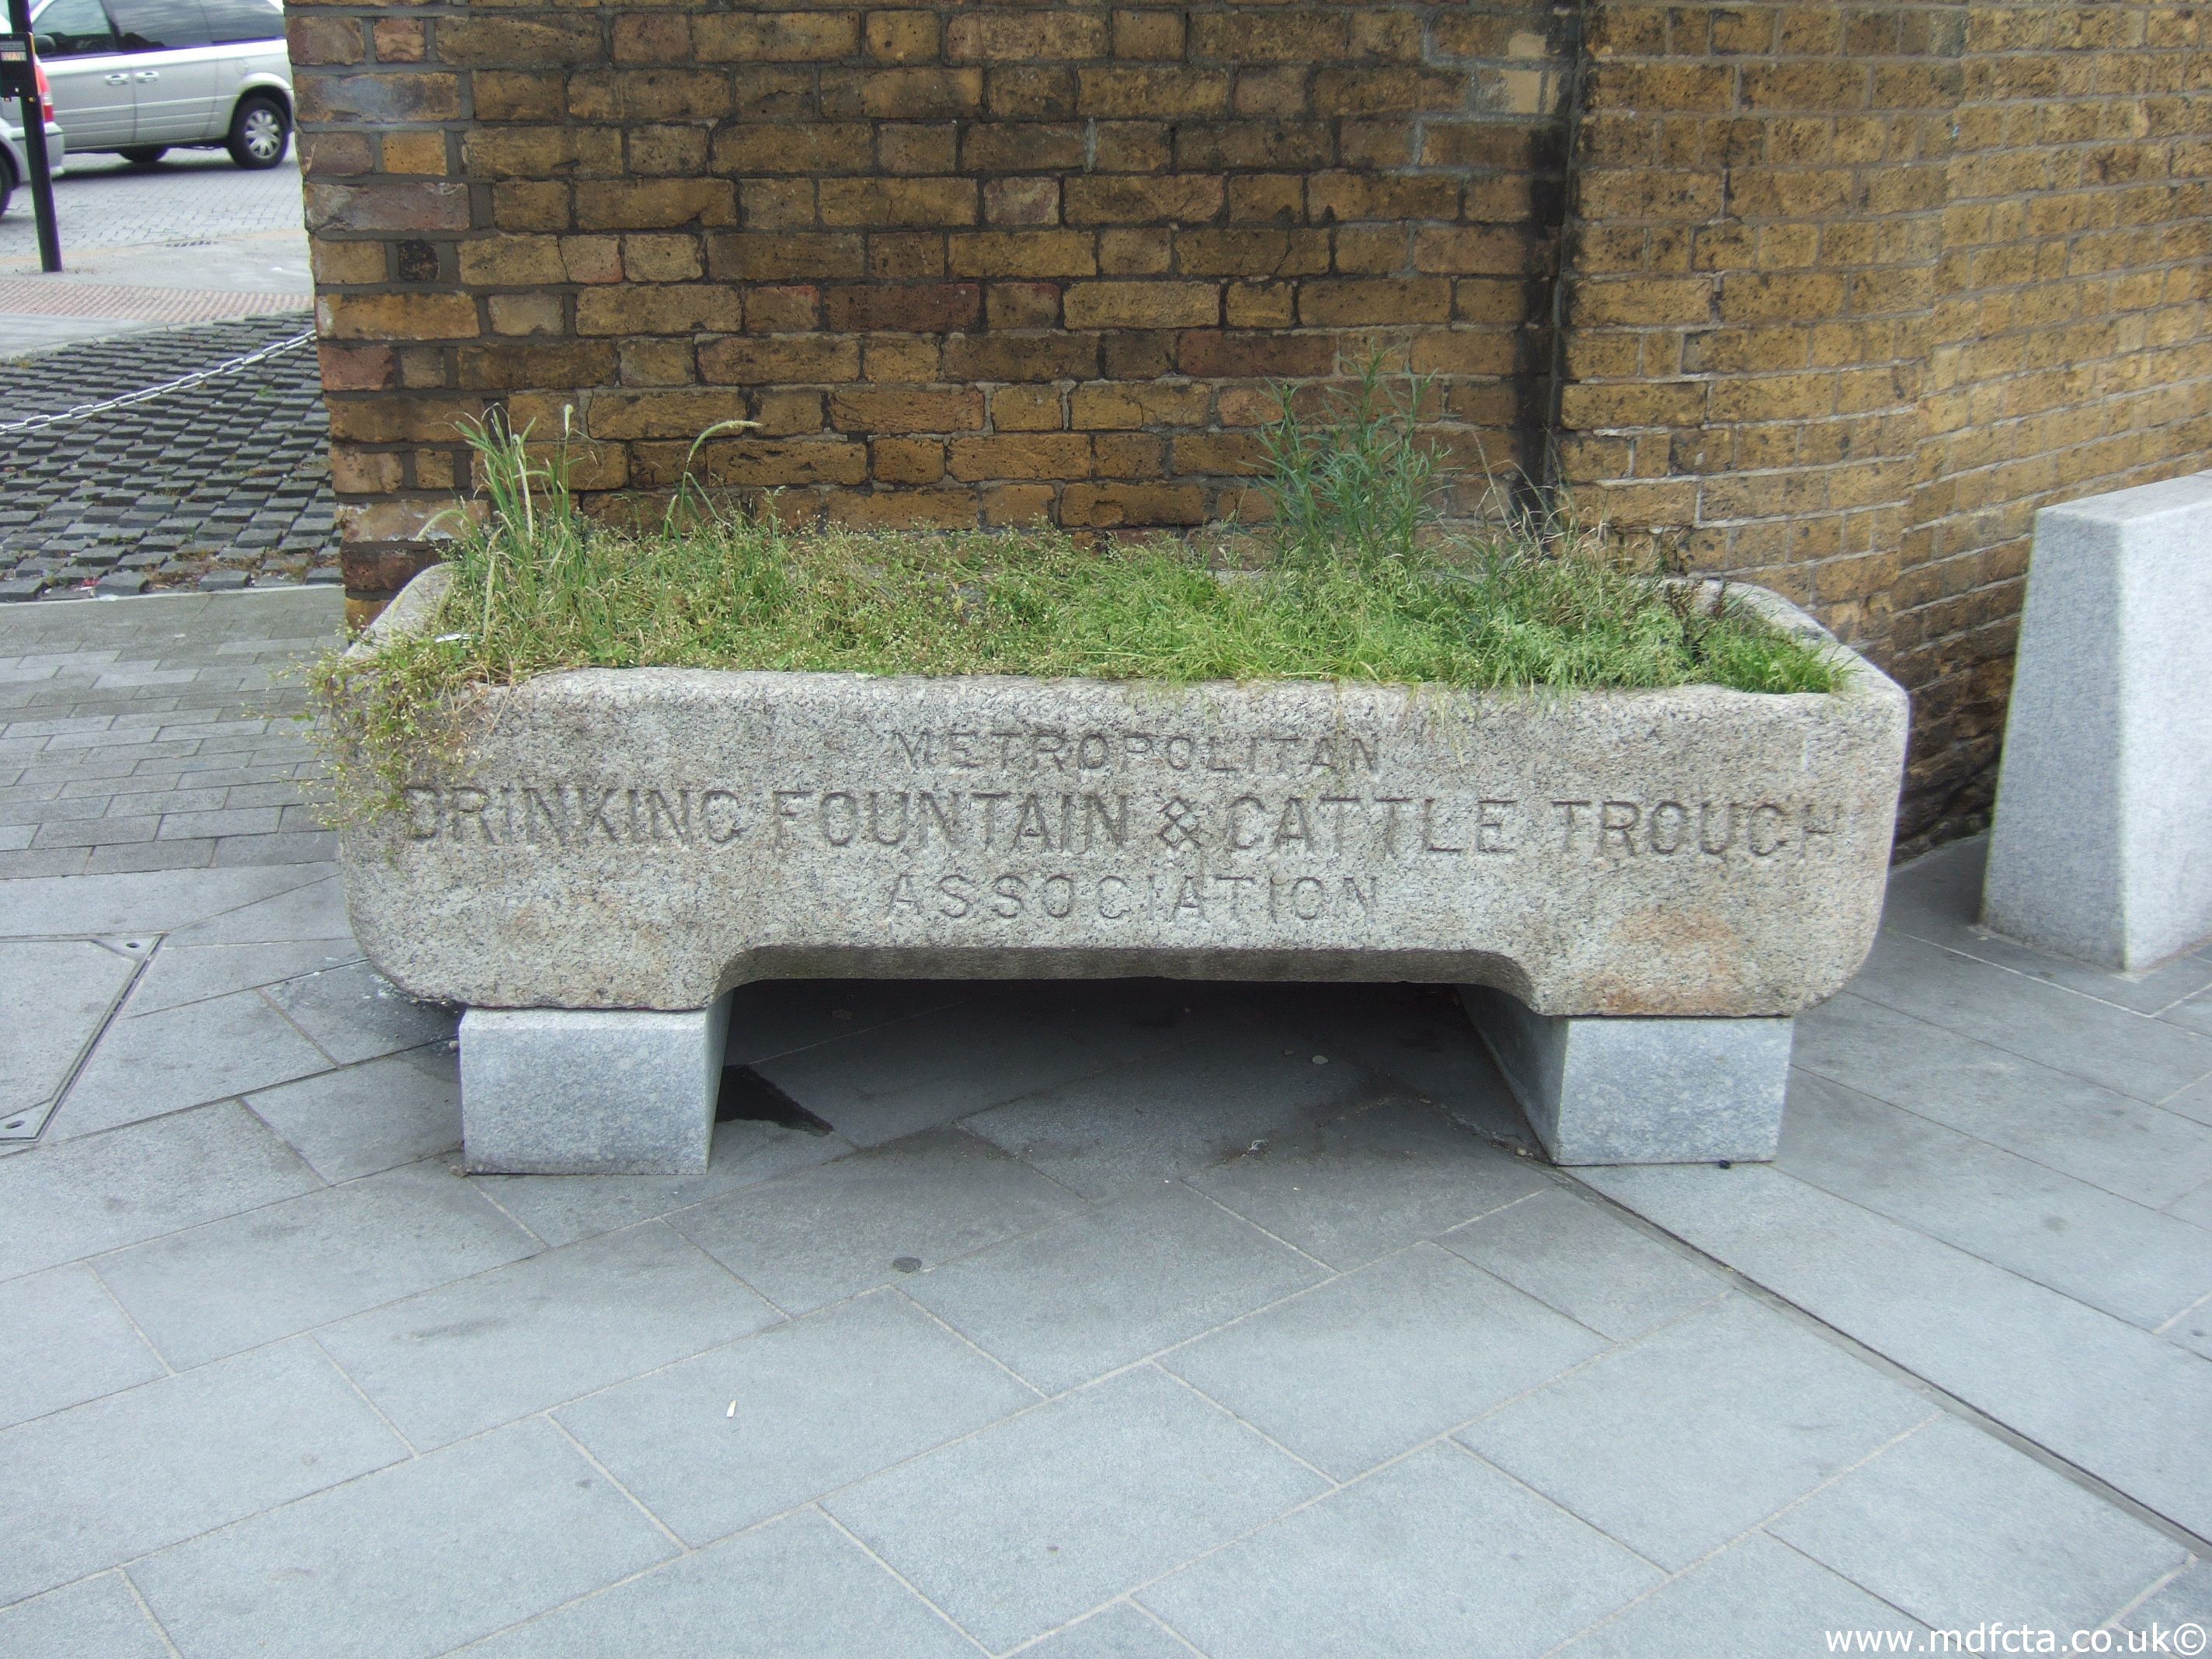 METROPOLITAN
DRINKING FOUNTAIN & CATTLE TROUGH
ASSOCIATION
www.mdfcta.co.uk©